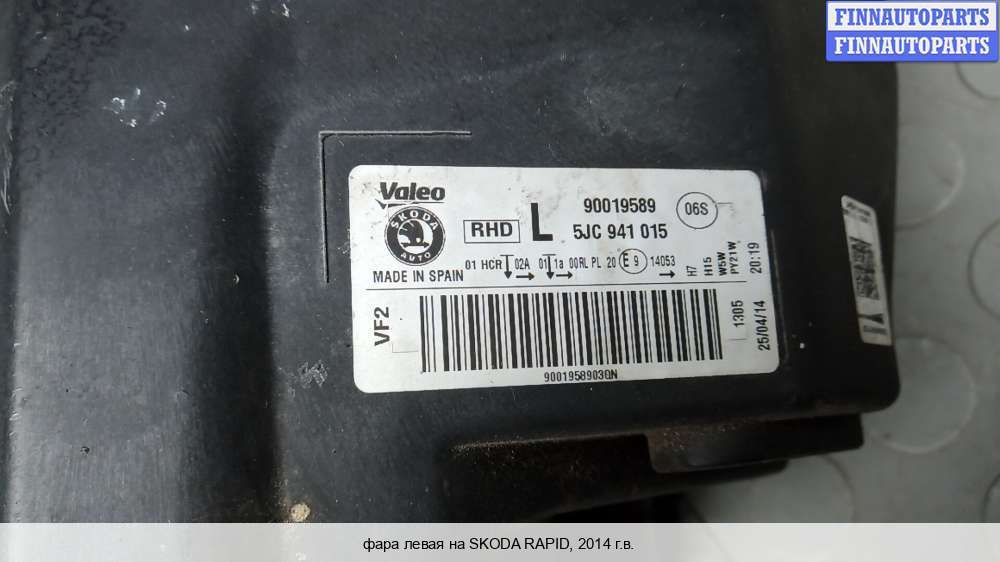 FINNAUTOPARTS
FINNAUTOPARTS
Valeo
SKODA
AUTO
RHD L
90019589
5JC 941 015
06S
MADE IN SPAIN
01 HCR 02A 01 1a 00RL PL 20 E 9 14053
H7
H15
W5W
PY21W
20:19
VF2
1305
25/04/14
90019589030N
фара левая на SKODA RAPID, 2014 г.в.